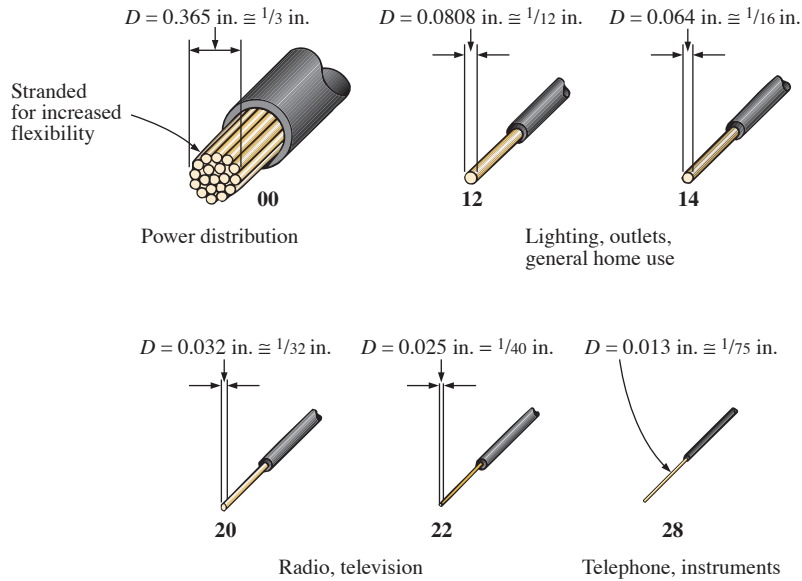 D = 0.365 in. ≅ 1/3 in.
D = 0.0808 in. ≅ 1/12 in.
D = 0.064 in. ≅ 1/16 in.
Stranded
for increased
flexibility
00
12
14
Power distribution
Lighting, outlets,
general home use
D = 0.032 in. ≅ 1/32 in.
D = 0.025 in. = 1/40 in.
D = 0.013 in. ≅ 1/75 in.
20
22
28
Radio, television
Telephone, instruments